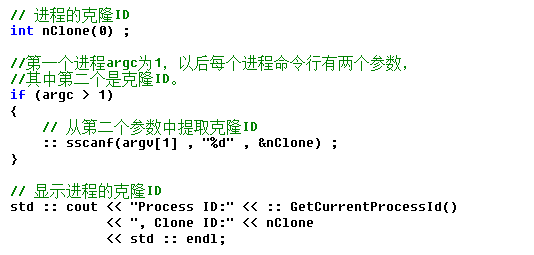 // 进程的克隆ID
int nClone(0) ;
//第一个进程argc为1，以后每个进程命令行有两个参数，
//其中第二个是克隆ID。
if (argc > 1)
{
// 从第二个参数中提取克隆ID
:: sscanf(argv[1] , "%d" , &nClone) ;
}
// 显示进程的克隆ID
std :: cout << "Process ID:" << :: GetCurrentProcessId()
<< ", Clone ID:" << nClone
<< std :: endl;